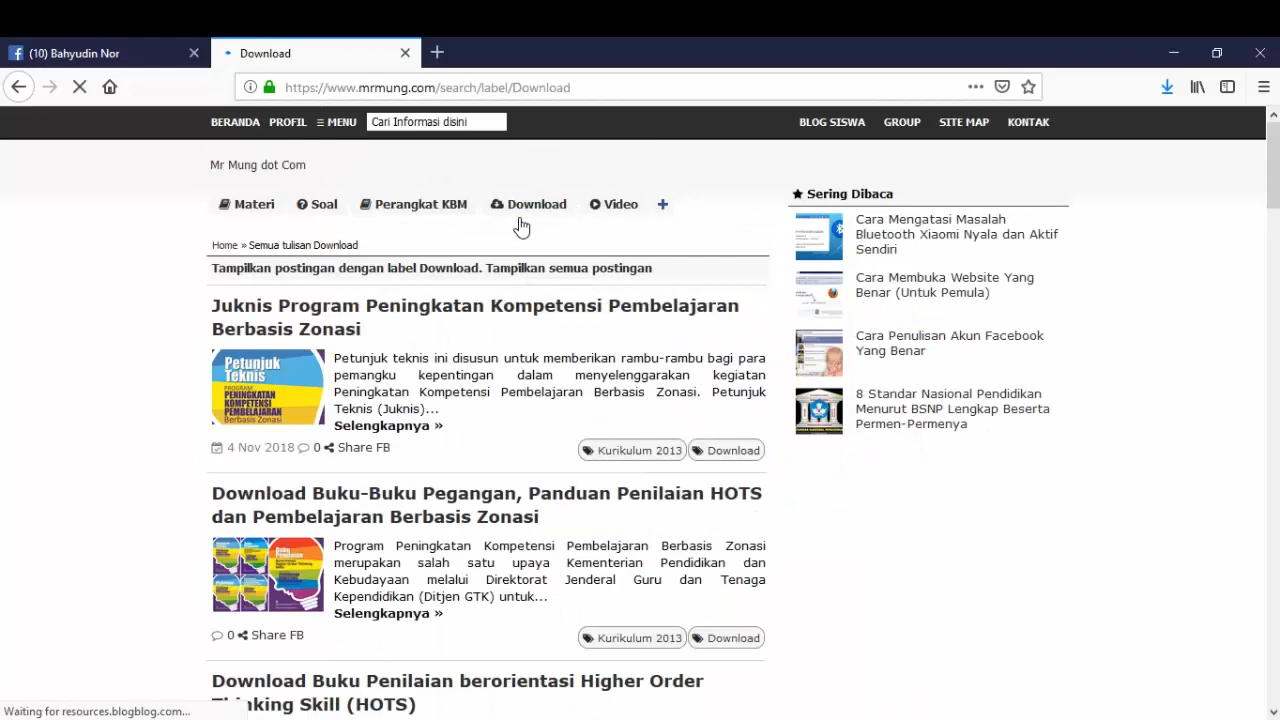 (10) Bahyudin Nor
Download
https://www.mrmung.com/search/label/Download
BERANDA PROFIL MENU Cari Informasi disini
BLOG SISWA GROUP SITE MAP KONTAK
Mr Mung dot Com
Materi Soal Perangkat KBM Download Video
Home » Semua tulisan Download
Tampilkan postingan dengan label Download. Tampilkan semua postingan
Juknis Program Peningkatan Kompetensi Pembelajaran
Berbasis Zonasi
Petunjuk
Teknis
PROGRAM
PENINGKATAN
KOMPETENSI
PEMBELAJARAN
Berbasis Zonasi
Petunjuk teknis ini disusun untuk memberikan rambu-rambu bagi para
pemangku kepentingan dalam menyelenggarakan kegiatan
Peningkatan Kompetensi Pembelajaran Berbasis Zonasi. Petunjuk
Teknis (Juknis)...
Selengkapnya »
4 Nov 2018 0 Share FB
Kurikulum 2013 Download
Download Buku-Buku Pegangan, Panduan Penilaian HOTS
dan Pembelajaran Berbasis Zonasi
Program Peningkatan Kompetensi Pembelajaran Berbasis Zonasi
merupakan salah satu upaya Kementerian Pendidikan dan
Kebudayaan melalui Direktorat Jenderal Guru dan Tenaga
Kependidikan (Ditjen GTK) untuk...
Selengkapnya »
0 Share FB
Kurikulum 2013 Download
Download Buku Penilaian berorientasi Higher Order
Thinking Skill (HOTS)
Sering Dibaca
Cara Mengatasi Masalah
Bluetooth Xiaomi Nyala dan Aktif
Sendiri
Cara Membuka Website Yang
Benar (Untuk Pemula)
Cara Penulisan Akun Facebook
Yang Benar
8 Standar Nasional Pendidikan
Menurut BSNP Lengkap Beserta
Permen-Permenya
Waiting for resources.blogblog.com...